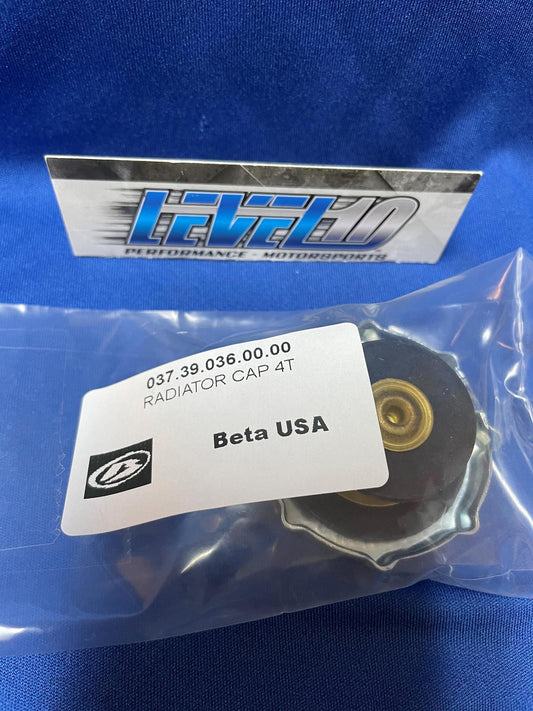 LEVEL 10
PERFORMANCE - MOTORSPORTS
037.39.036.00.00
RADIATOR CAP 4T
Beta USA